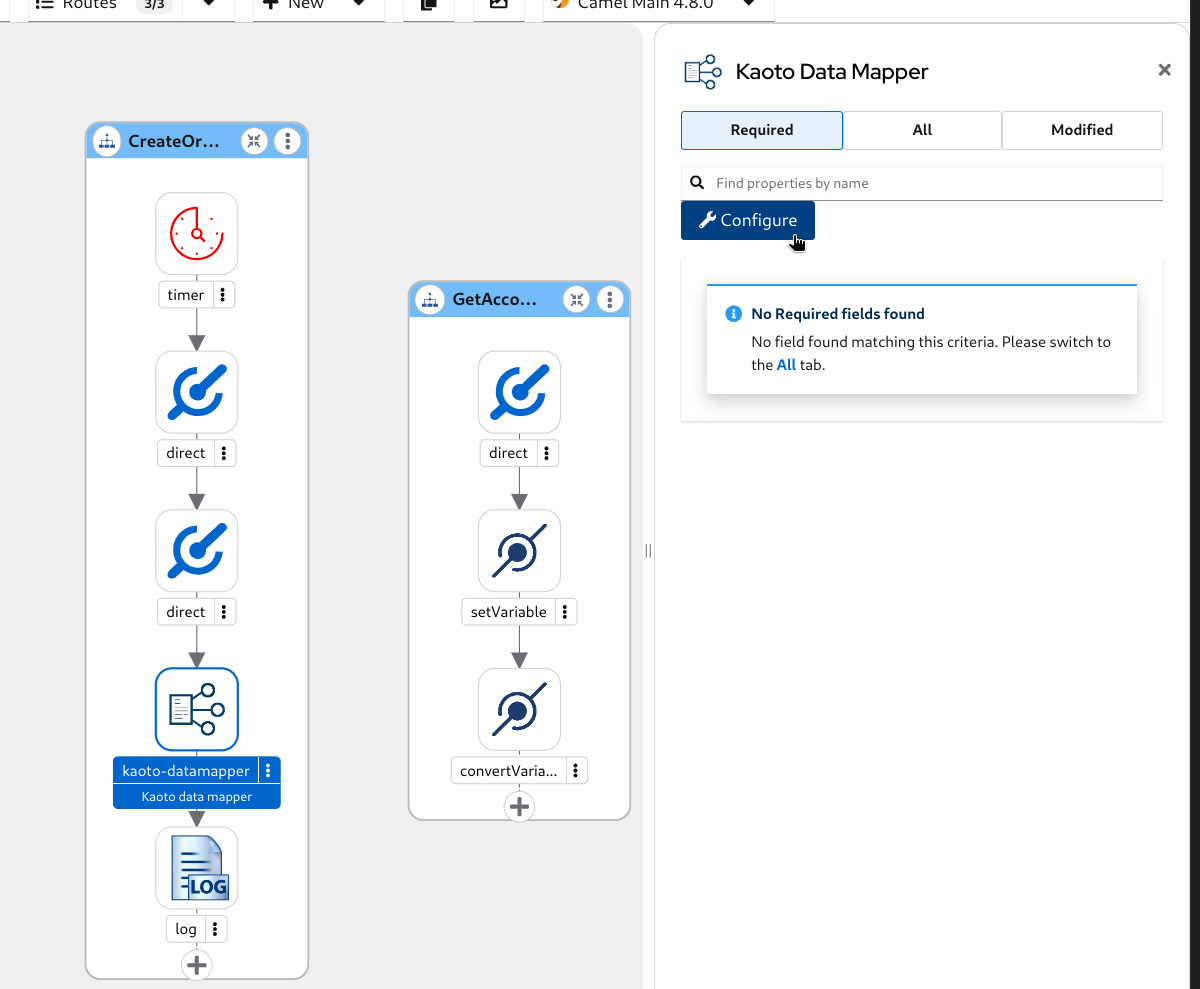 Routes 3/3 New Camel Main 4.8.0
CreateOr...
timer
direct
direct
kaoto-datamapper
Kaoto data mapper
LOG
log
GetAcco...
direct
setVariable
convertVaria...
Kaoto Data Mapper
Required All Modified
Find properties by name
Configure
No Required fields found
No field found matching this criteria. Please switch to
the All tab.